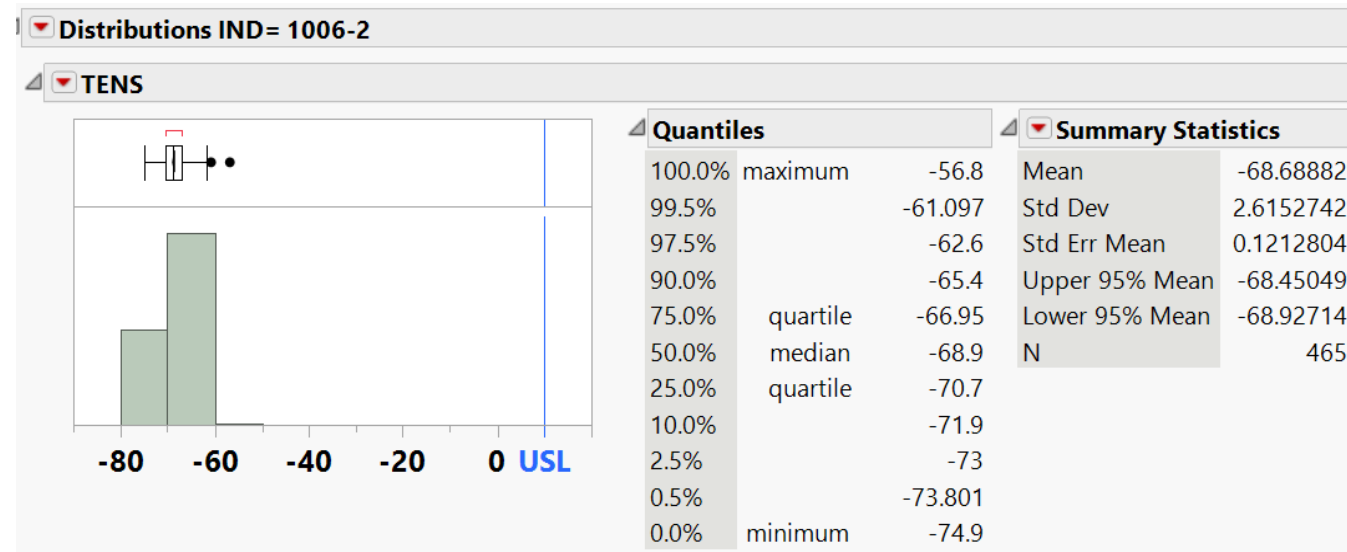 Distributions IND= 1006-2
TENS
-80 -60 -40 -20 0 USL
Quantiles
100.0% maximum -56.8
99.5% -61.097
97.5% -62.6
90.0% -65.4
75.0% quartile -66.95
50.0% median -68.9
25.0% quartile -70.7
10.0% -71.9
2.5% -73
0.5% -73.801
0.0% minimum -74.9
Summary Statistics
Mean -68.68882
Std Dev 2.6152742
Std Err Mean 0.1212804
Upper 95% Mean -68.45049
Lower 95% Mean -68.92714
N 465